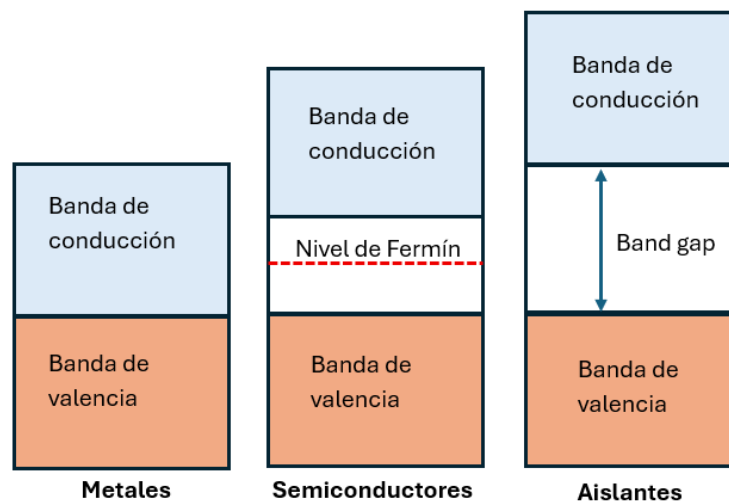 Banda de
conducción
Banda de
valencia
Metales
Banda de
conducción
Nivel de Fermín
Banda de
valencia
Semiconductores
Banda de
conducción
Band gap
Banda de
valencia
Aislantes